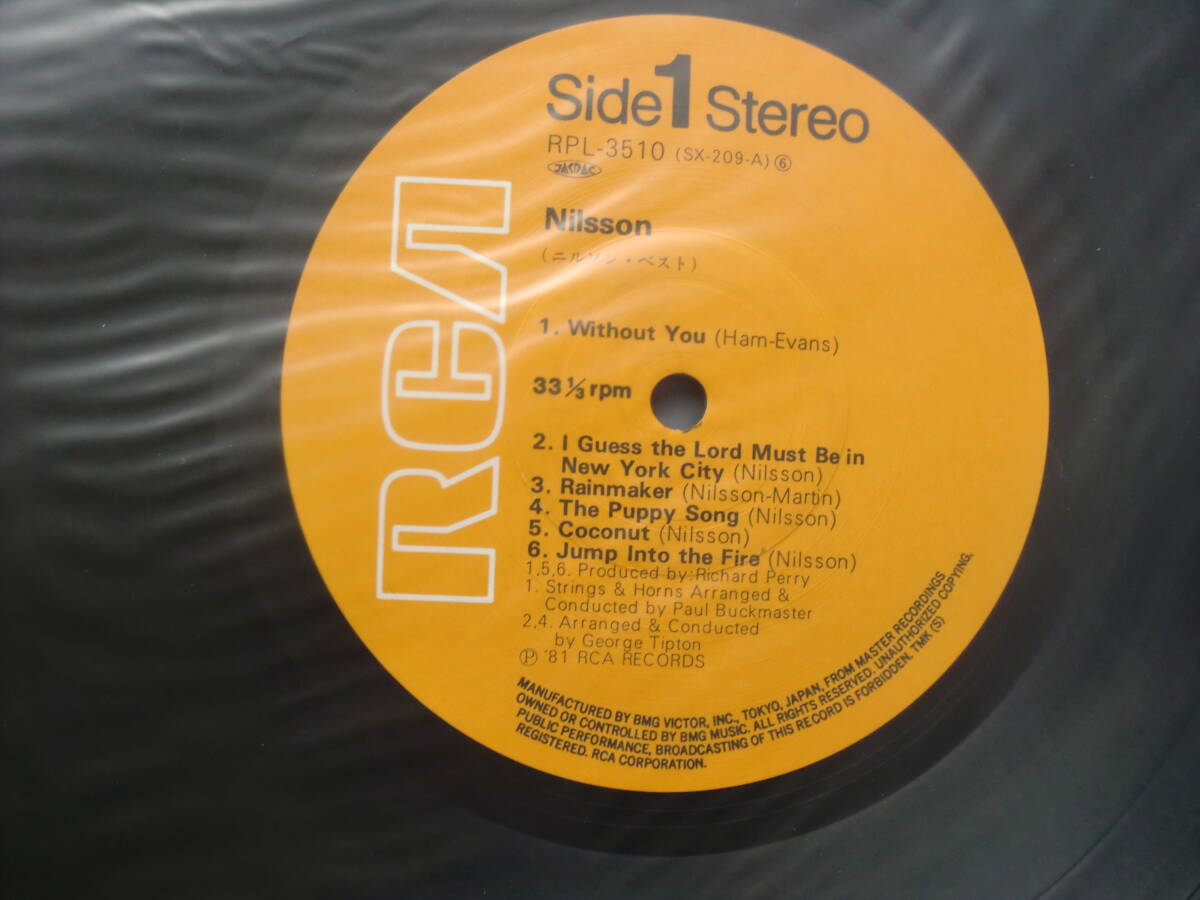 Side 1 Stereo
RPL-3510 (SX-209-A) ⑥
JASRAC
RCA
Nilsson
(ニルソン・ベスト)
1. Without You (Ham-Evans)
33 1/3 rpm
2. I Guess the Lord Must Be in
New York City (Nilsson)
3. Rainmaker (Nilsson-Martin)
4. The Puppy Song (Nilsson)
5. Coconut (Nilsson)
6. Jump Into the Fire (Nilsson)
1,5,6. Produced by: Richard Perry
1. Strings & Horns Arranged &
Conducted by Paul Buckmaster
2,4. Arranged & Conducted
by George Tipton
Ⓟ '81 RCA RECORDS
MANUFACTURED BY BMG VICTOR, INC., TOKYO, JAPAN, FROM MASTER RECORDINGS
OWNED OR CONTROLLED BY BMG MUSIC. ALL RIGHTS RESERVED. UNAUTHORIZED COPYING,
PUBLIC PERFORMANCE, BROADCASTING OF THIS RECORD IS FORBIDDEN. TMK (S)
REGISTERED. RCA CORPORATION.